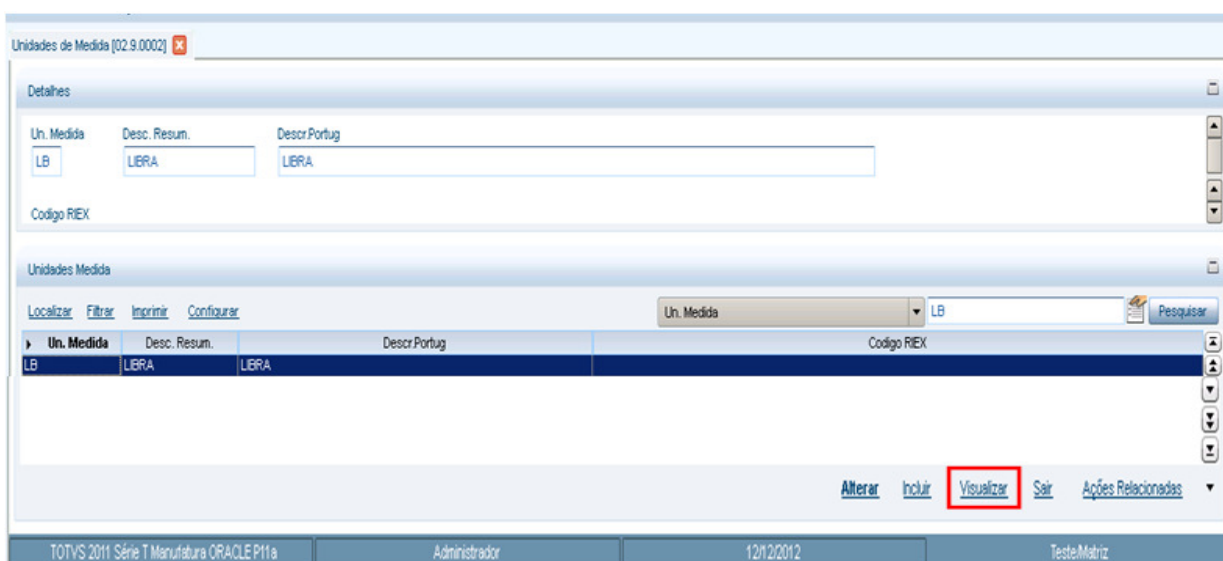 Unidades de Medida [02.9.0002]
Detalhes
Un. Medida Desc. Resum. Descr.Portug
LB LIBRA LIBRA
Codigo RIEX
Unidades Medida
Localizar Filtrar Imprimir Configurar Un. Medida LB Pesquisar
Un. Medida Desc. Resum. Descr.Portug Codigo RIEX
LB LIBRA LIBRA
Alterar Incluir Visualizar Sair Ações Relacionadas
TOTVS 2011 Série T Manufatura ORACLE P11a Administrador 12/12/2012 Teste/Matriz